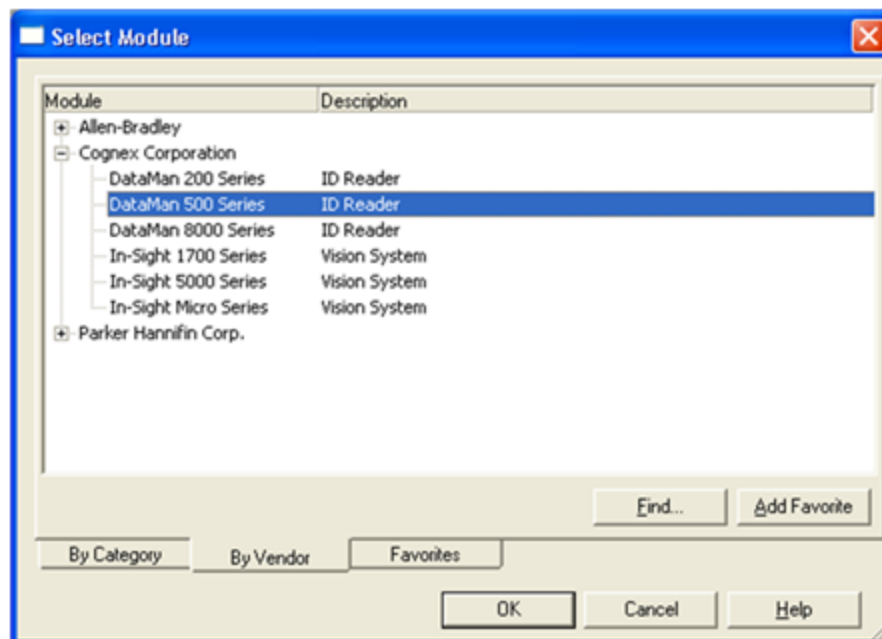 Select Module
Module Description
Allen-Bradley
Cognex Corporation
DataMan 200 Series ID Reader
DataMan 500 Series ID Reader
DataMan 8000 Series ID Reader
In-Sight 1700 Series Vision System
In-Sight 5000 Series Vision System
In-Sight Micro Series Vision System
Parker Hannifin Corp.
Find... Add Favorite
By Category By Vendor Favorites
OK Cancel Help